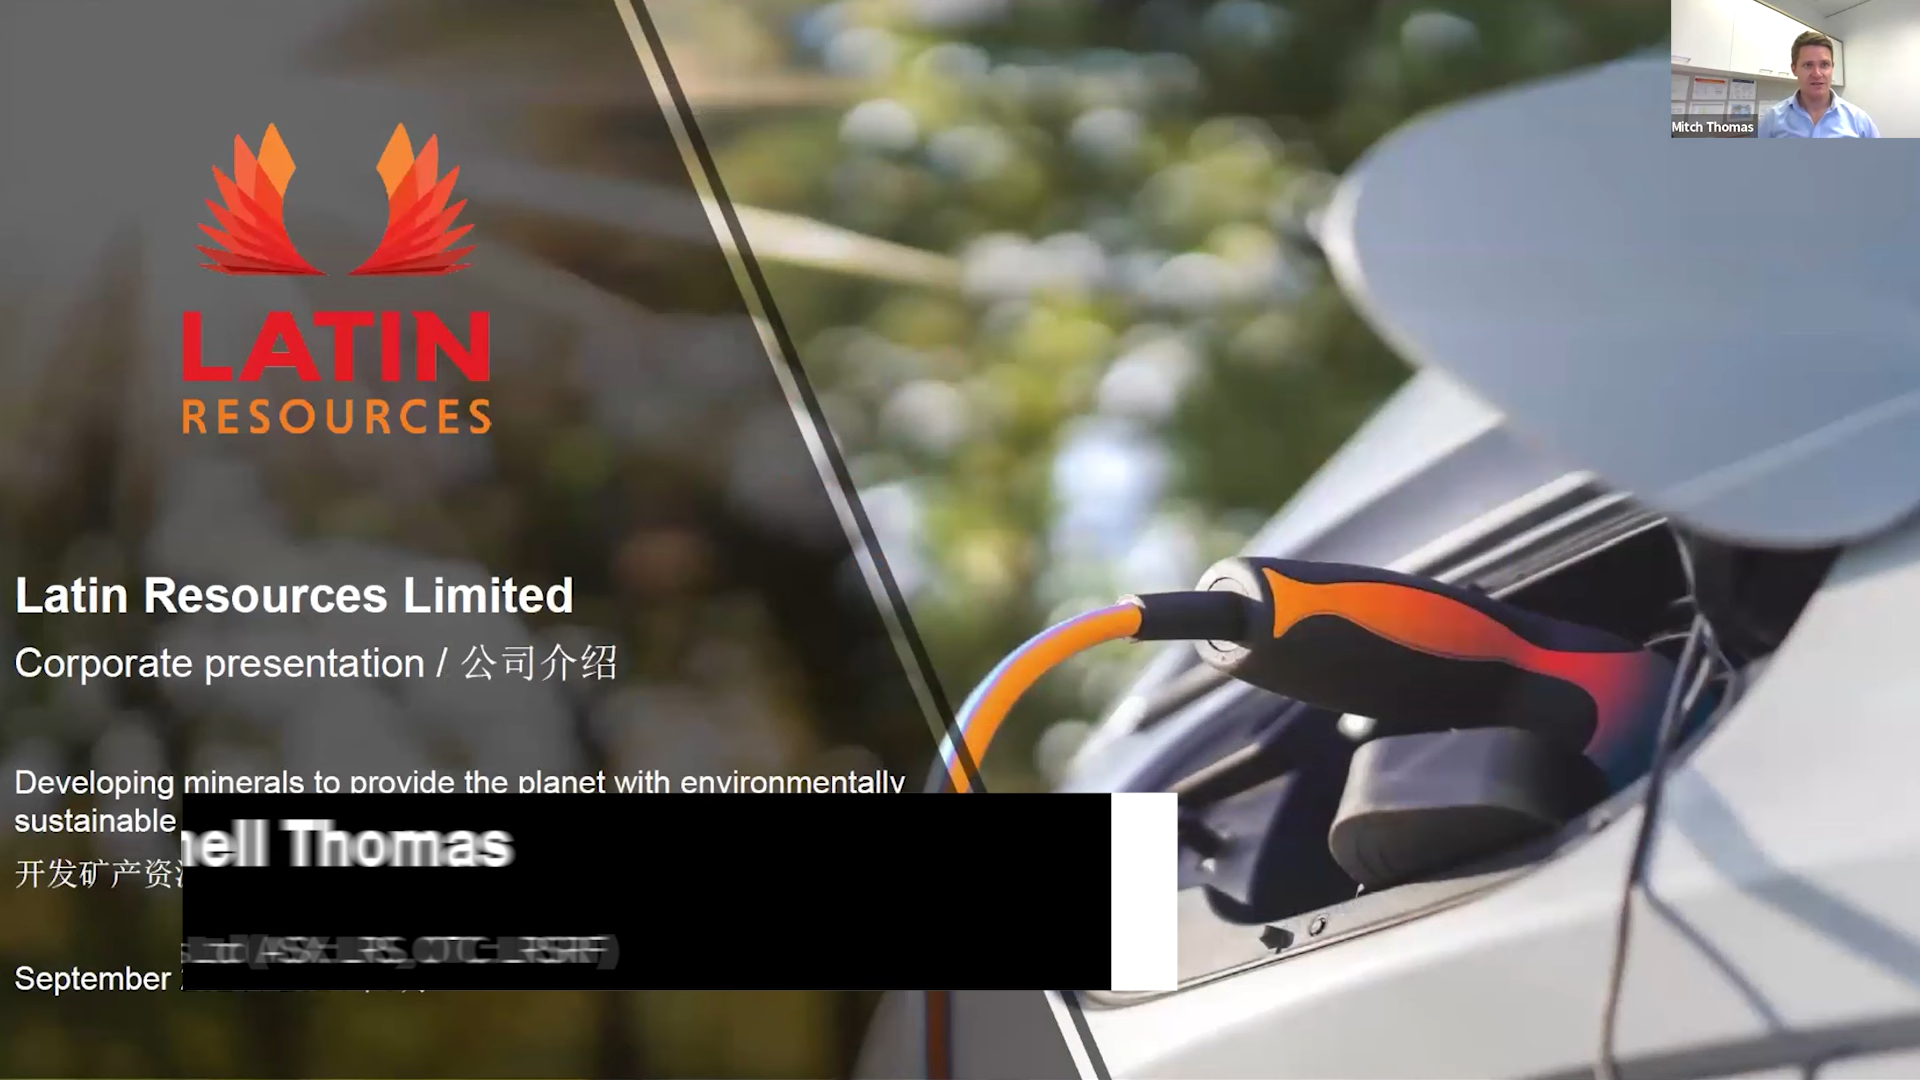 LATIN
RESOURCES
Mitch Thomas
Latin Resources Limited
Corporate presentation / 公司介绍
Developing minerals to provide the planet with environmentally
sustainable
Thomas
开发矿产资
September